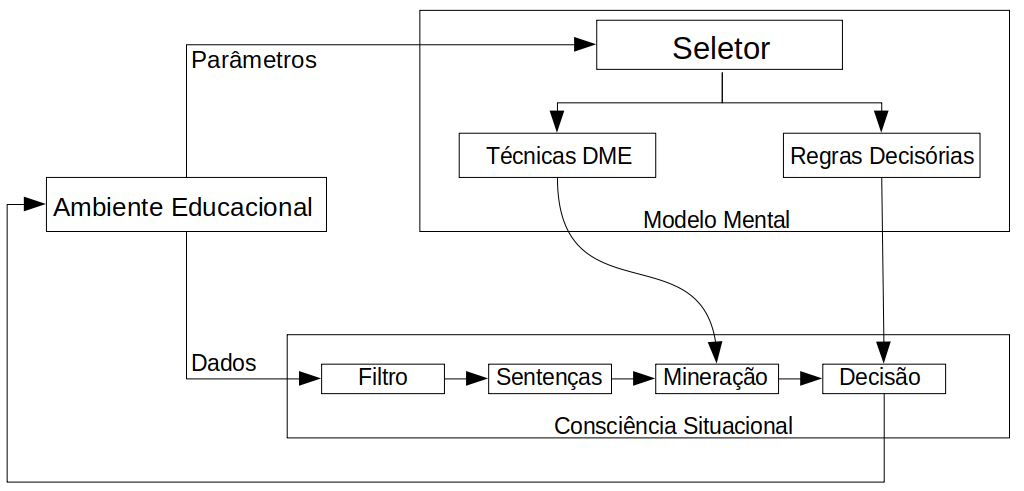 Seletor
Parâmetros
Técnicas DME
Regras Decisórias
Ambiente Educacional
Modelo Mental
Dados
Filtro
Sentenças
Mineração
Decisão
Consciência Situacional